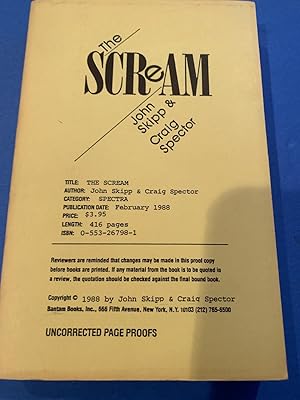 The
SCReAM
John
Skipp &
Craig
Spector
TITLE: THE SCREAM
AUTHOR: John Skipp & Craig Spector
CATEGORY: SPECTRA
PUBLICATION DATE: February 1988
PRICE: $3.95
LENGTH: 416 pages
ISBN: 0-553-26798-1
Reviewers are reminded that changes may be made in this proof copy
before books are printed. If any material from the book is to be quoted in
a review, the quotation should be checked against the final bound book.
Copyright © 1988 by John Skipp & Craig Spector
Bantam Books, Inc., 666 Fifth Avenue, New York, N.Y. 10103 (212) 765-6500
UNCORRECTED PAGE PROOFS